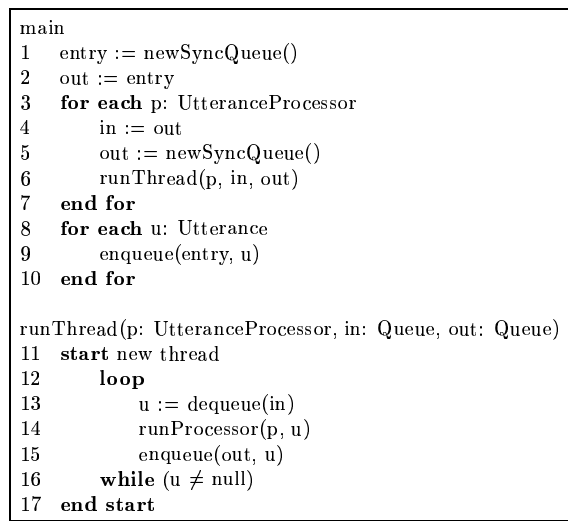 main
1 entry := newSyncQueue()
2 out := entry
3 for each p: UtteranceProcessor
4 in := out
5 out := newSyncQueue()
6 runThread(p, in, out)
7 end for
8 for each u: Utterance
9 enqueue(entry, u)
10 end for
runThread(p: UtteranceProcessor, in: Queue, out: Queue)
11 start new thread
12 loop
13 u := dequeue(in)
14 runProcessor(p, u)
15 enqueue(out, u)
16 while (u ≠ null)
17 end start